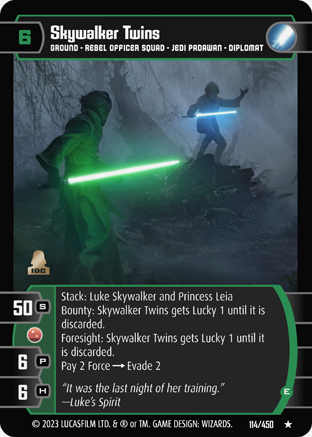 6
Skywalker Twins
GROUND - REBEL OFFICER SQUAD - JEDI PADAWAN - DIPLOMAT
IDC
50 S
6 P
6 H
Stack: Luke Skywalker and Princess Leia
Bounty: Skywalker Twins gets Lucky 1 until it is
discarded.
Foresight: Skywalker Twins gets Lucky 1 until it
is discarded.
Pay 2 Force → Evade 2
"It was the last night of her training."
—Luke's Spirit
E
© 2023 LUCASFILM LTD. & ® OR TM. GAME DESIGN: WIZARDS.
114/450 ★